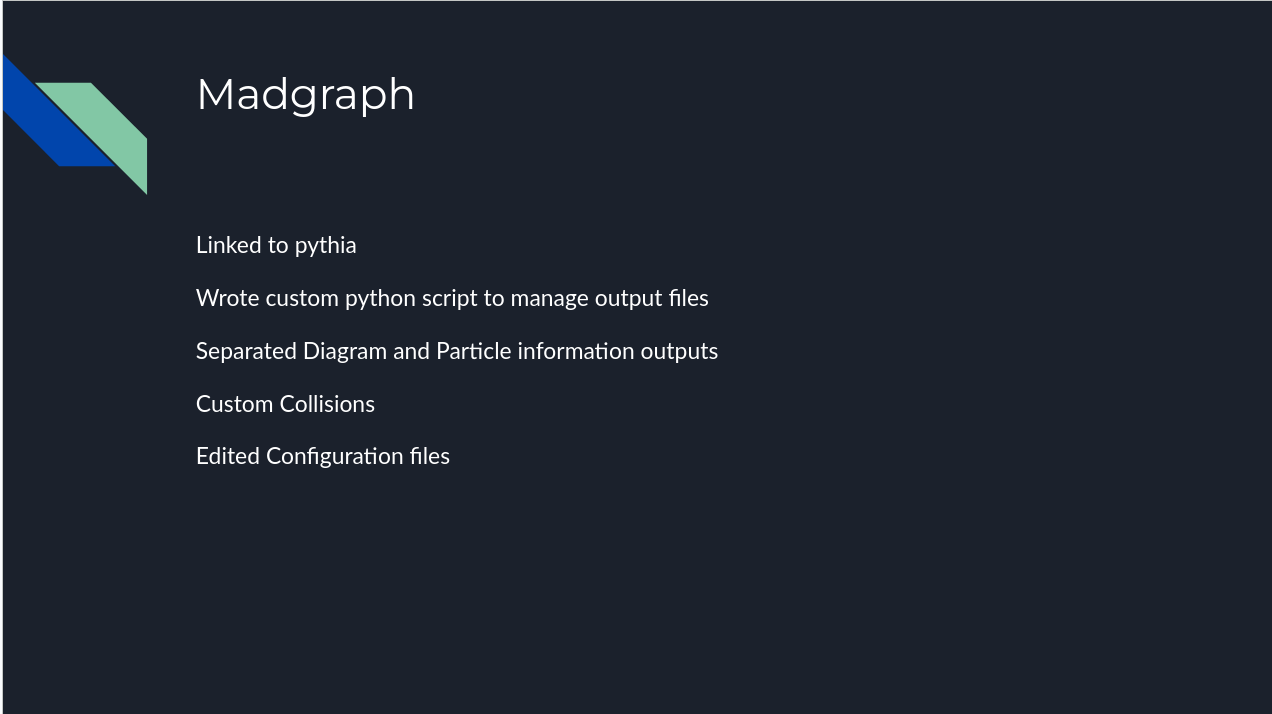 Madgraph
Linked to pythia
Wrote custom python script to manage output files
Separated Diagram and Particle information outputs
Custom Collisions
Edited Configuration files